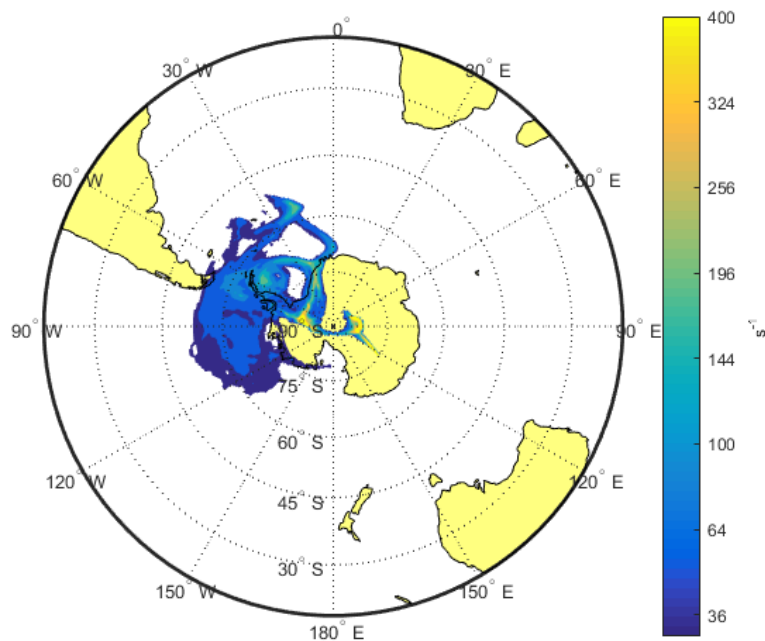 0° 400
30° W 30° E 324
60° W 60° E 256
196
90° W 90° S 90° E s⁻¹
75° S 144
60° S 100
120° W 45° S 120° E
30° S 64
150° W 150° E 36
180° E